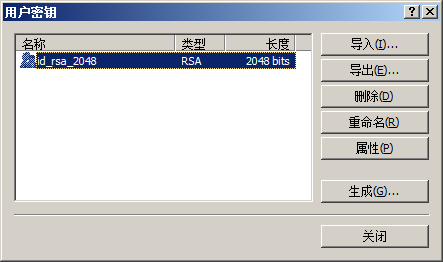 用户密钥
名称 类型 长度
id_rsa_2048 RSA 2048 bits
导入(I)...
导出(E)...
删除(D)
重命名(R)
属性(P)
生成(G)...
关闭